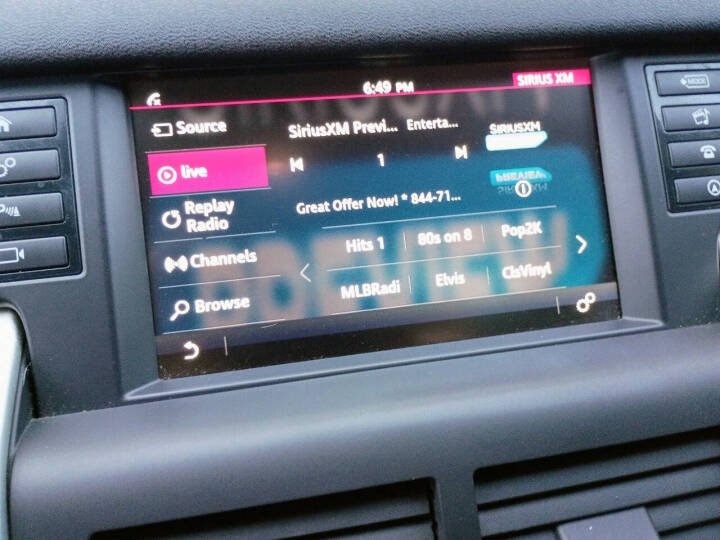 6:49 PM
SIRIUS XM
Source
SiriusXM Previ... Enterta...
SIRIUSXM
live
1
Great Offer Now! * 844-71...
Replay
Radio
Hits 1
80s on 8
Pop2K
Channels
MLBRadi
Elvis
ClsVinyl
Browse
MODE